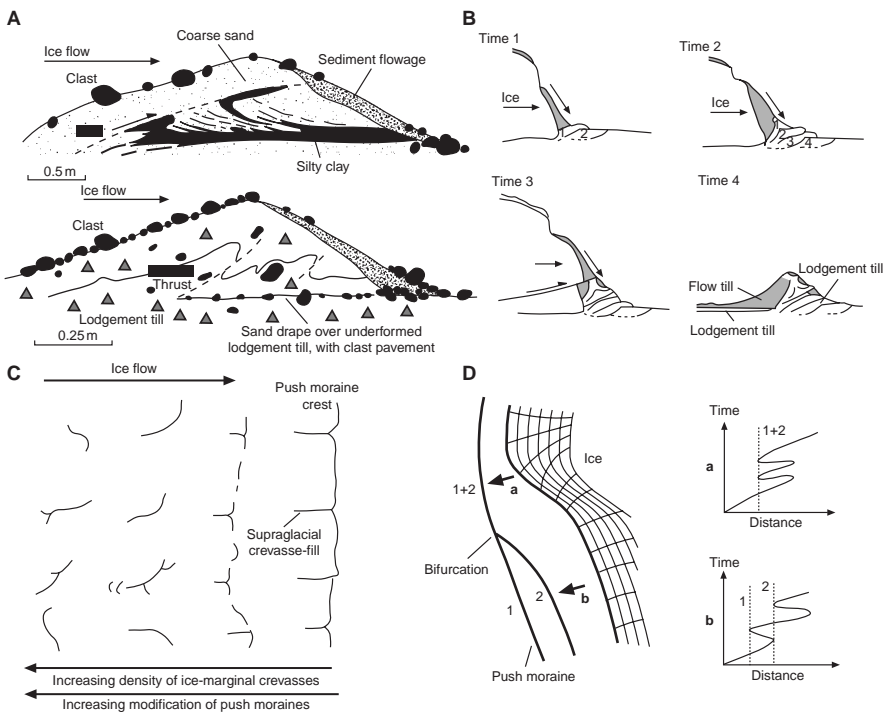 A
Ice flow
Coarse sand
Sediment flowage
Clast
Silty clay
0.5 m
Ice flow
Clast
Thrust
Lodgement till
Sand drape over underformed
lodgement till, with clast pavement
0.25 m
B
Time 1
Ice
1
2
Time 2
Ice
2
3
4
Time 3
Time 4
Flow till
Lodgement till
Lodgement till
C
Ice flow
Push moraine
crest
Supraglacial
crevasse-fill
Increasing density of ice-marginal crevasses
Increasing modification of push moraines
D
Ice
1+2
a
Bifurcation
1
2
b
Push moraine
Time
1+2
a
Distance
Time
1
2
b
Distance